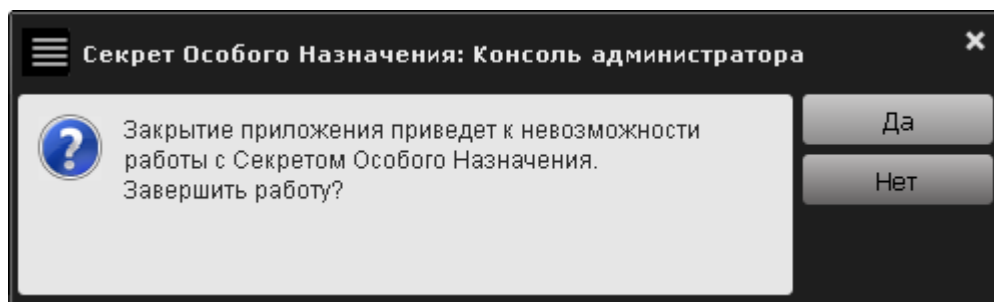 Секрет Особого Назначения: Консоль администратора
Закрытие приложения приведет к невозможности
работы с Секретом Особого Назначения.
Завершить работу?
Да
Нет